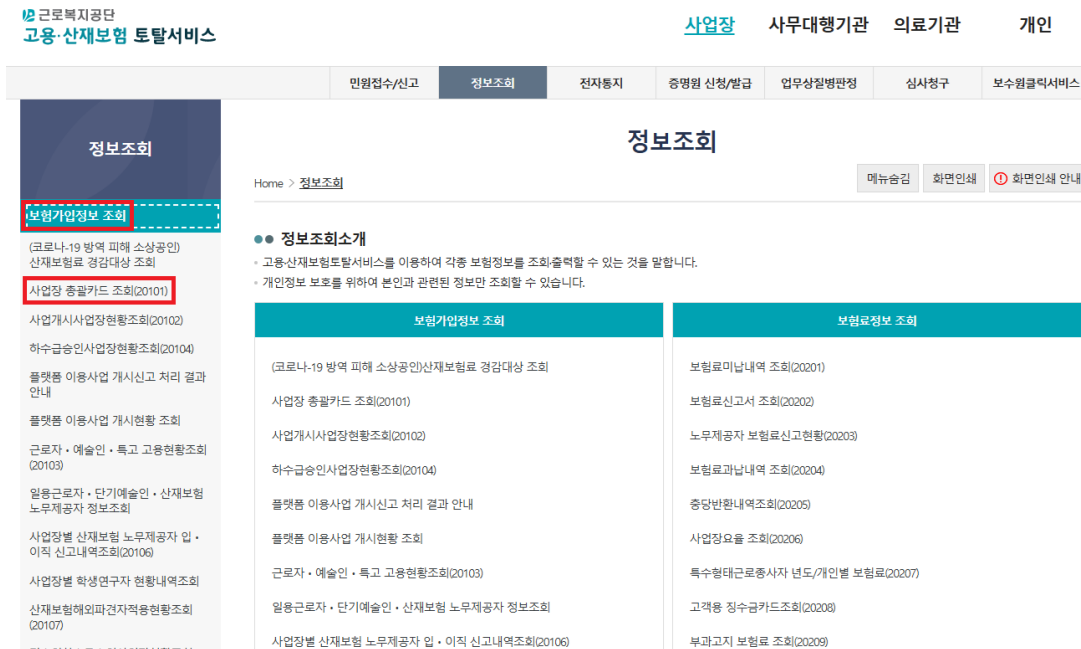 근로복지공단
고용·산재보험 토탈서비스
사업장 사무대행기관 의료기관 개인
민원접수/신고 정보조회 전자통지 증명원 신청/발급 업무상질병판정 심사청구 보수원클릭서비스
정보조회
보험가입정보 조회
(코로나-19 방역 피해 소상공인)
산재보험료 경감대상 조회
사업장 총괄카드 조회(20101)
사업개시사업장현황조회(20102)
하수급승인사업장현황조회(20104)
플랫폼 이용사업 개시신고 처리 결과
안내
플랫폼 이용사업 개시현황 조회
근로자・예술인・특고 고용현황조회
(20103)
일용근로자・단기예술인・산재보험
노무제공자 정보조회
사업장별 산재보험 노무제공자 입・
이직 신고내역조회(20106)
사업장별 학생연구자 현황내역조회
산재보험해외파견자적용현황조회
(20107)
정보조회
Home > 정보조회
메뉴숨김 화면인쇄 화면인쇄 안내
정보조회소개
고용·산재보험토탈서비스를 이용하여 각종 보험정보를 조회·출력할 수 있는 것을 말합니다.
개인정보 보호를 위하여 본인과 관련된 정보만 조회할 수 있습니다.
보험가입정보 조회
(코로나-19 방역 피해 소상공인)산재보험료 경감대상 조회
사업장 총괄카드 조회(20101)
사업개시사업장현황조회(20102)
하수급승인사업장현황조회(20104)
플랫폼 이용사업 개시신고 처리 결과 안내
플랫폼 이용사업 개시현황 조회
근로자・예술인・특고 고용현황조회(20103)
일용근로자・단기예술인・산재보험 노무제공자 정보조회
사업장별 산재보험 노무제공자 입・이직 신고내역조회(20106)
보험료정보 조회
보험료미납내역 조회(20201)
보험료신고서 조회(20202)
노무제공자 보험료신고현황(20203)
보험료과납내역 조회(20204)
충당반환내역조회(20205)
사업장요율 조회(20206)
특수형태근로종사자 년도/개인별 보험료(20207)
고객용 징수금카드조회(20208)
부과고지 보험료 조회(20209)